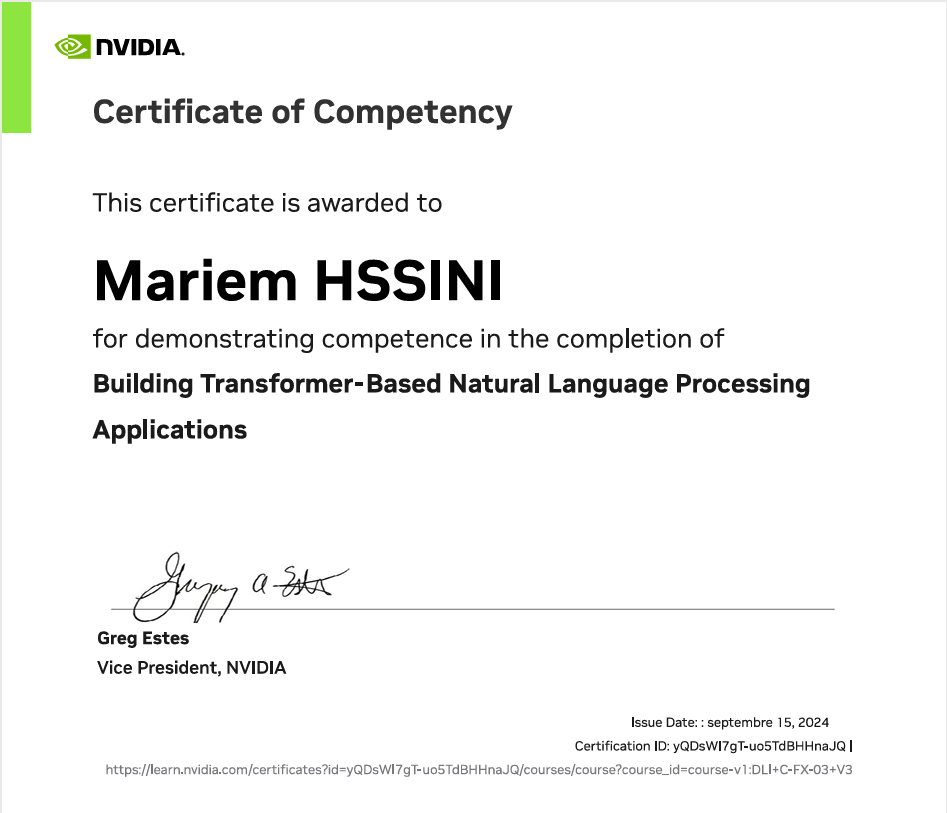 NVIDIA.
Certificate of Competency
This certificate is awarded to
Mariem HSSINI
for demonstrating competence in the completion of
Building Transformer-Based Natural Language Processing
Applications
Gregory A Estes
Greg Estes
Vice President, NVIDIA
Issue Date: : septembre 15, 2024
Certification ID: yQDsWI7gT-uo5TdBHHnaJQ |
https://learn.nvidia.com/certificates?id=yQDsWI7gT-uo5TdBHHnaJQ/courses/course?course_id=course-v1:DLI+C-FX-03+V3